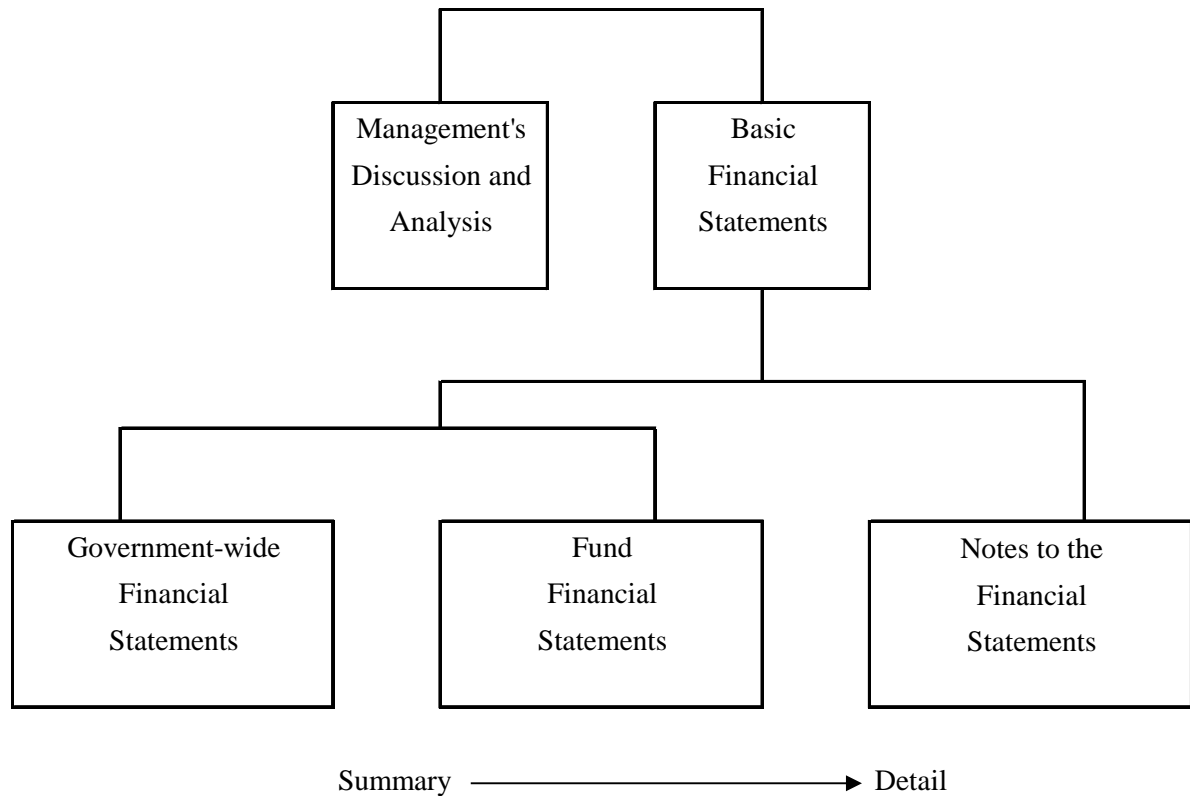 Management's
Discussion and
Analysis
Basic
Financial
Statements
Government-wide
Financial
Statements
Fund
Financial
Statements
Notes to the
Financial
Statements
Summary
Detail